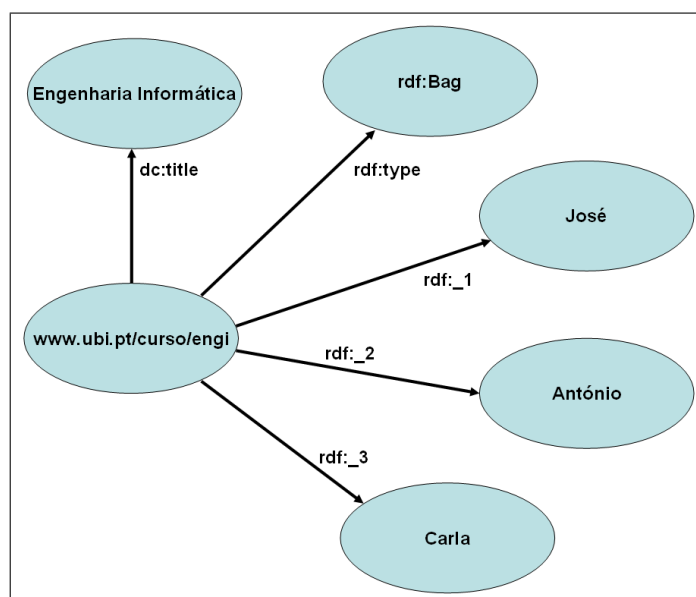 Engenharia Informática
rdf:Bag
dc:title
rdf:type
José
rdf:_1
www.ubi.pt/curso/engi
rdf:_2
António
rdf:_3
Carla